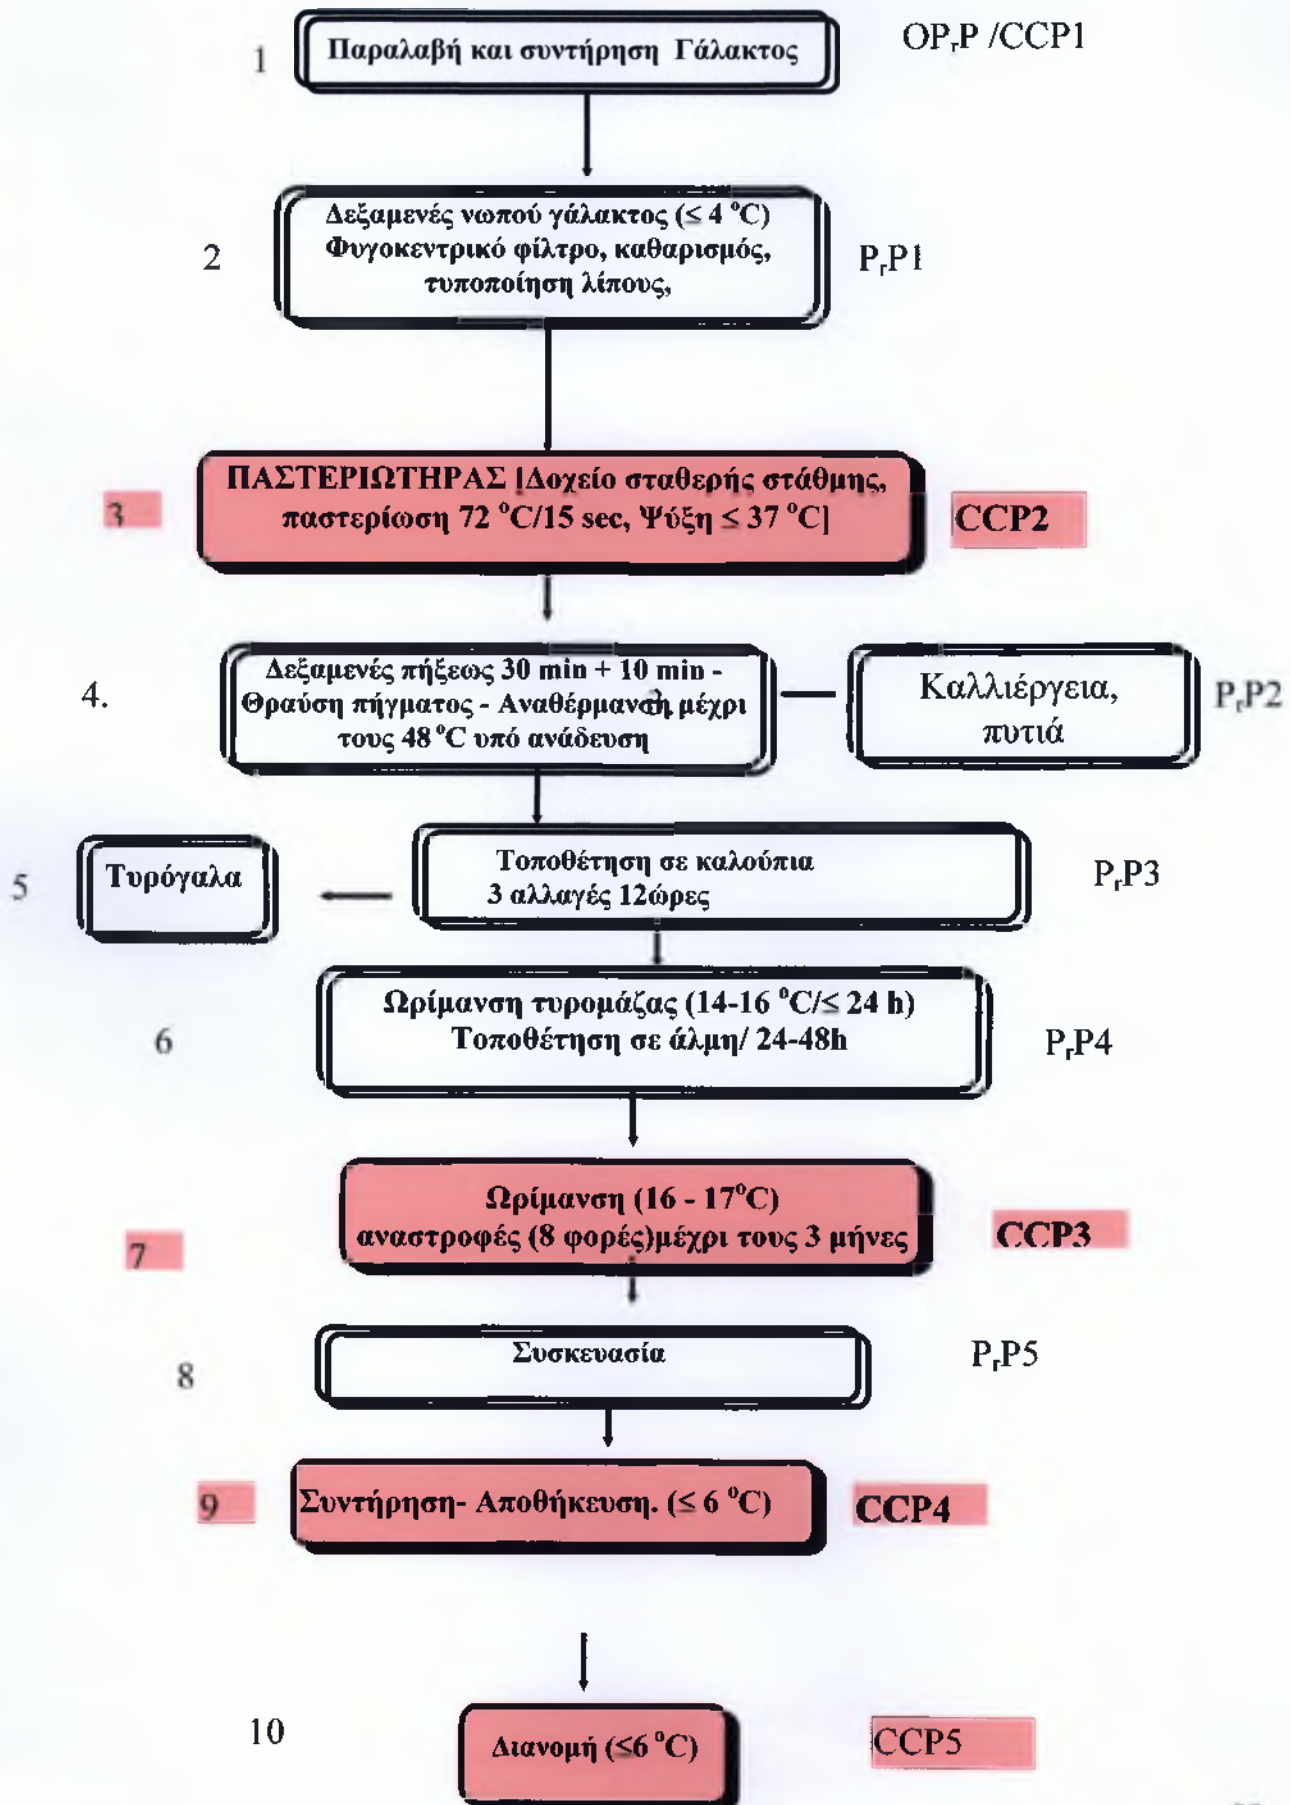 1
Παραλαβή και συντήρηση Γάλακτος
OPrP /CCP1
2
Δεξαμενές νωπού γάλακτος (≤ 4 °C)
Φυγοκεντρικό φίλτρο, καθαρισμός,
τυποποίηση λίπους,
PrP1
3
ΠΑΣΤΕΡΙΩΤΗΡΑΣ [Δοχείο σταθερής στάθμης,
παστερίωση 72 °C/15 sec, Ψύξη ≤ 37 °C]
CCP2
4.
Δεξαμενές πήξεως 30 min + 10 min -
Θραύση πήγματος - Αναθέρμανση μέχρι
τους 48 °C υπό ανάδευση
Καλλιέργεια,
πυτιά
PrP2
5
Τυρόγαλα
Τοποθέτηση σε καλούπια
3 αλλαγές 12ώρες
PrP3
6
Ωρίμανση τυρομάζας (14-16 °C/≤ 24 h)
Τοποθέτηση σε άλμη/ 24-48h
PrP4
7
Ωρίμανση (16 - 17°C)
αναστροφές (8 φορές)μέχρι τους 3 μήνες
CCP3
8
Συσκευασία
PrP5
9
Συντήρηση- Αποθήκευση. (≤ 6 °C)
CCP4
10
Διανομή (≤6 °C)
CCP5